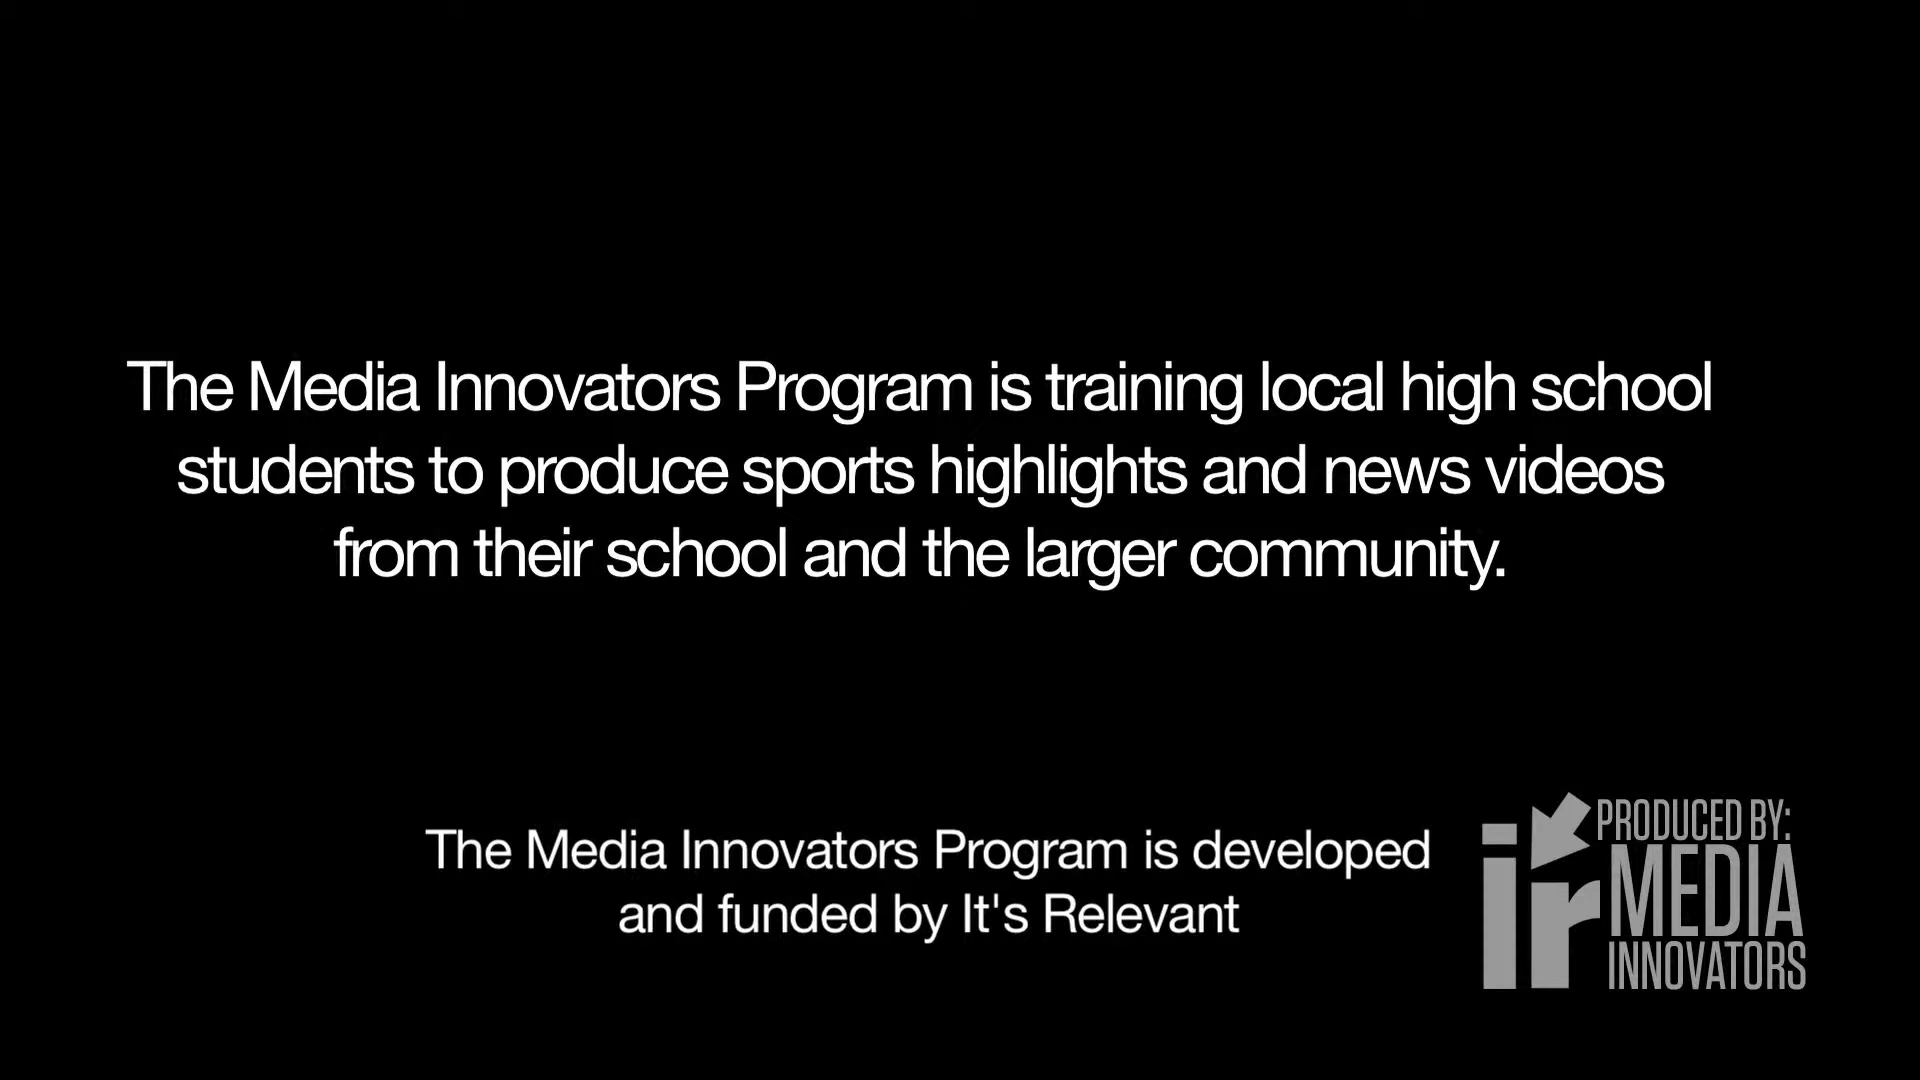 The Media Innovators Program is training local high school
students to produce sports highlights and news videos
from their school and the larger community.
The Media Innovators Program is developed
and funded by It's Relevant
ir
PRODUCED BY:
MEDIA
INNOVATORS